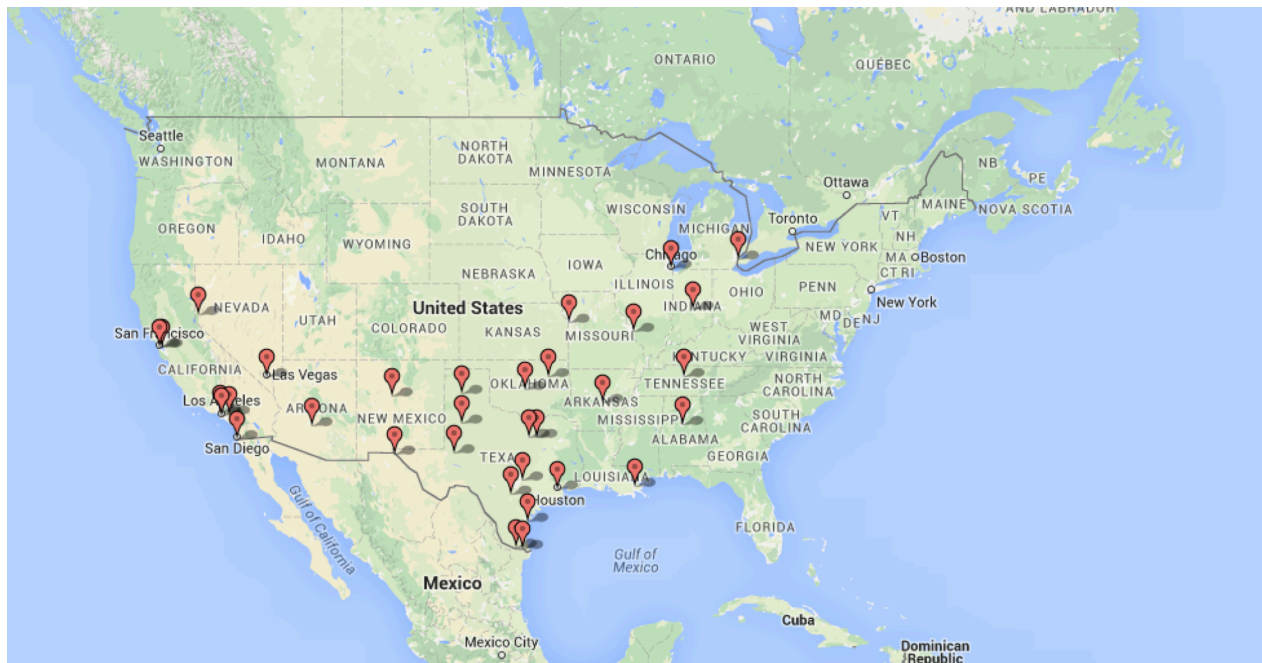 AND LABRADOR
ONTARIO
QUÉBEC
Seattle
WASHINGTON
MONTANA
NORTH
DAKOTA
MINNESOTA
NB
PE
Ottawa
MAINE
NOVA SCOTIA
OREGON
IDAHO
WYOMING
SOUTH
DAKOTA
WISCONSIN
MICHIGAN
Toronto
VT
NH
NEW YORK
MA
Boston
CT RI
NEBRASKA
IOWA
Chicago
ILLINOIS
INDIANA
OHIO
PENN
New York
NEVADA
UTAH
COLORADO
United States
KANSAS
MISSOURI
WEST
VIRGINIA
MD
DE
NJ
San Francisco
CALIFORNIA
Las Vegas
KENTUCKY
VIRGINIA
Los Angeles
ARIZONA
NEW MEXICO
OKLAHOMA
ARKANSAS
TENNESSEE
NORTH
CAROLINA
MISSISSIPPI
SOUTH
CAROLINA
San Diego
TEXAS
LOUISIANA
ALABAMA
GEORGIA
Houston
FLORIDA
Gulf of California
Gulf of
Mexico
Mexico
Cuba
Mexico City
Dominican
Republic